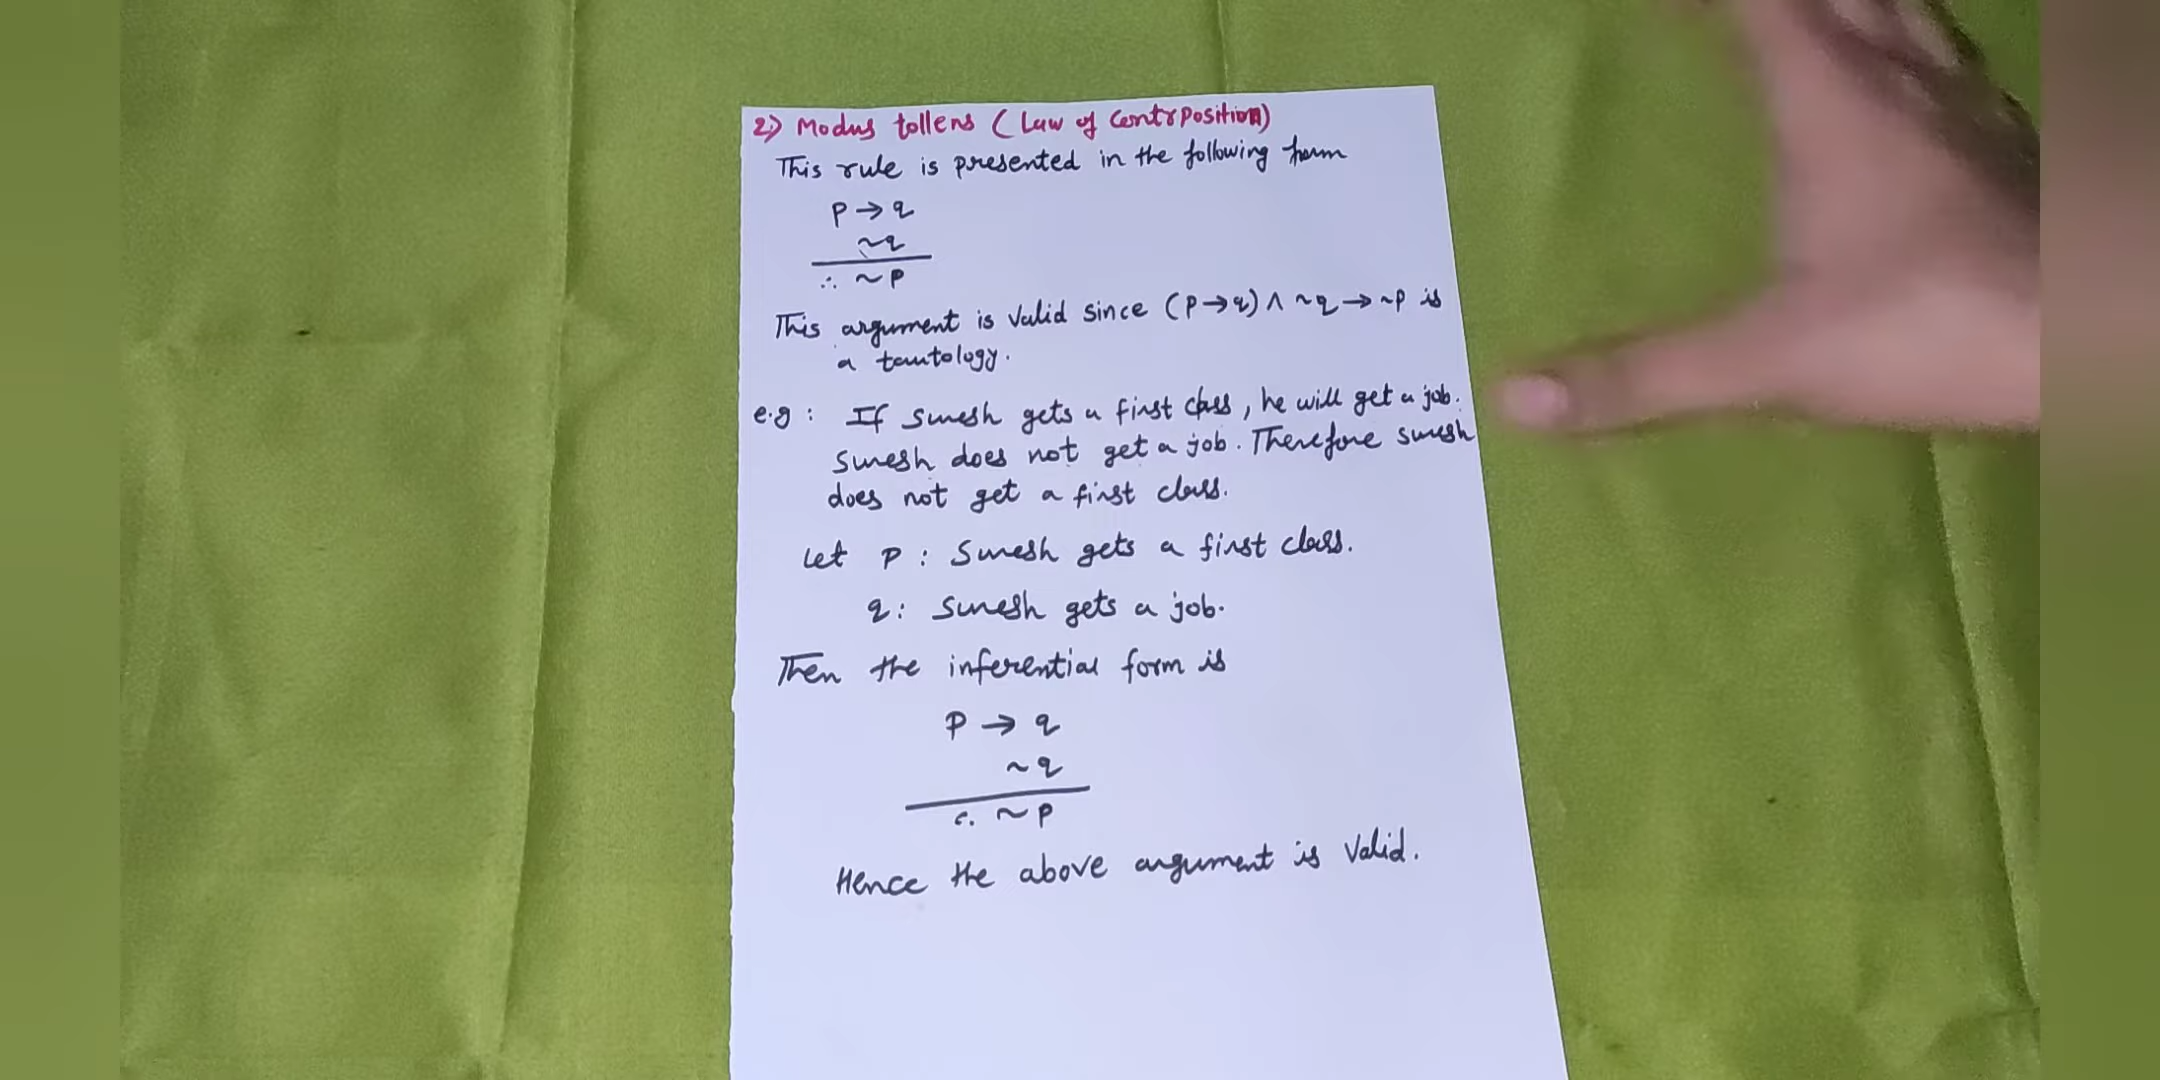 2) Modus tollens (Law of Contrposition)
This rule is presented in the following form
p → q
~q
∴ ~p
This argument is valid since (p→q) ∧ ~q → ~p is
a tautology.
e.g : If Suresh gets a first class, he will get a job.
Suresh does not get a job. Therefore Suresh
does not get a first class.
Let p : Suresh gets a first class.
q : Suresh gets a job.
Then the inferential form is
P → q
~q
∴ ~p
Hence the above argument is valid.